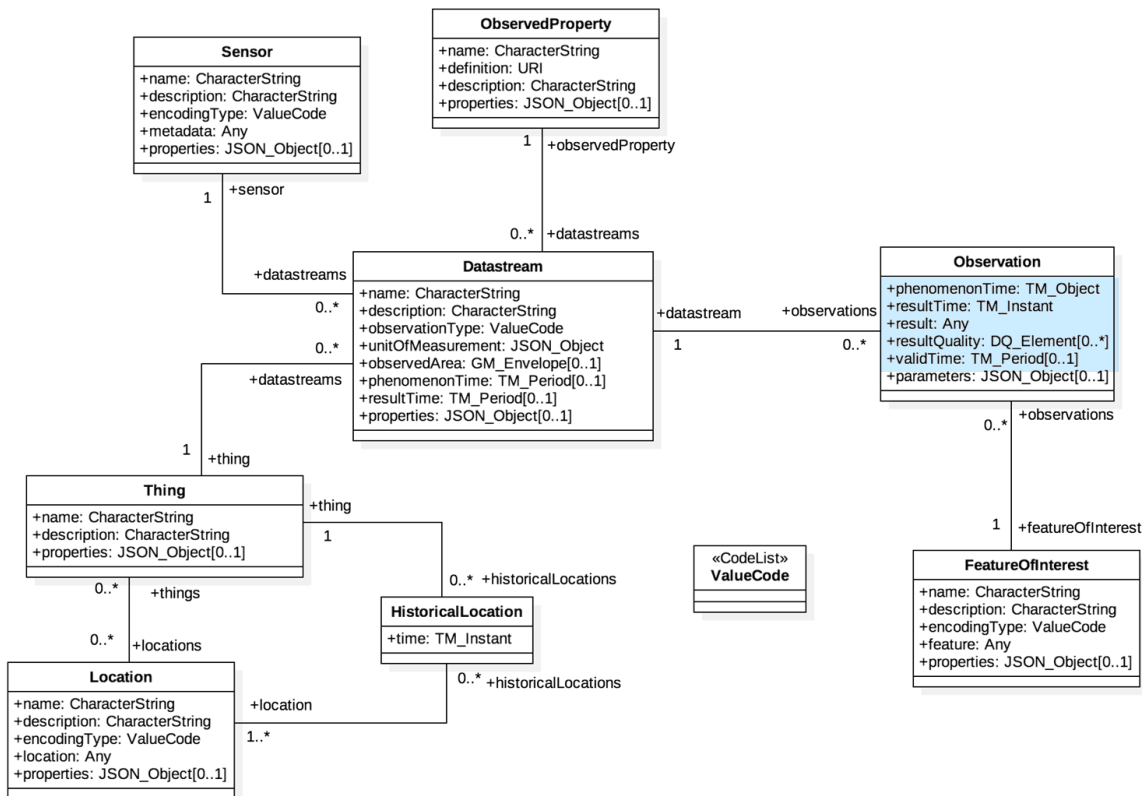 ObservedProperty
+name: CharacterString
+definition: URI
+description: CharacterString
+properties: JSON_Object[0..1]
1
+observedProperty
0..*
+datastreams
Sensor
+name: CharacterString
+description: CharacterString
+encodingType: ValueCode
+metadata: Any
+properties: JSON_Object[0..1]
1
+sensor
+datastreams
0..*
Datastream
+name: CharacterString
+description: CharacterString
+observationType: ValueCode
+unitOfMeasurement: JSON_Object
+observedArea: GM_Envelope[0..1]
+phenomenonTime: TM_Period[0..1]
+resultTime: TM_Period[0..1]
+properties: JSON_Object[0..1]
+datastream
1
+observations
0..*
Observation
+phenomenonTime: TM_Object
+resultTime: TM_Instant
+result: Any
+resultQuality: DQ_Element[0..*]
+validTime: TM_Period[0..1]
+parameters: JSON_Object[0..1]
0..*
+observations
1
+featureOfInterest
FeatureOfInterest
+name: CharacterString
+description: CharacterString
+encodingType: ValueCode
+feature: Any
+properties: JSON_Object[0..1]
0..*
+datastreams
1
+thing
Thing
+name: CharacterString
+description: CharacterString
+properties: JSON_Object[0..1]
+thing
1
0..*
+historicalLocations
HistoricalLocation
+time: TM_Instant
0..*
+historicalLocations
«CodeList»
ValueCode
0..*
+things
0..*
+locations
Location
+name: CharacterString
+description: CharacterString
+encodingType: ValueCode
+location: Any
+properties: JSON_Object[0..1]
+location
1..*